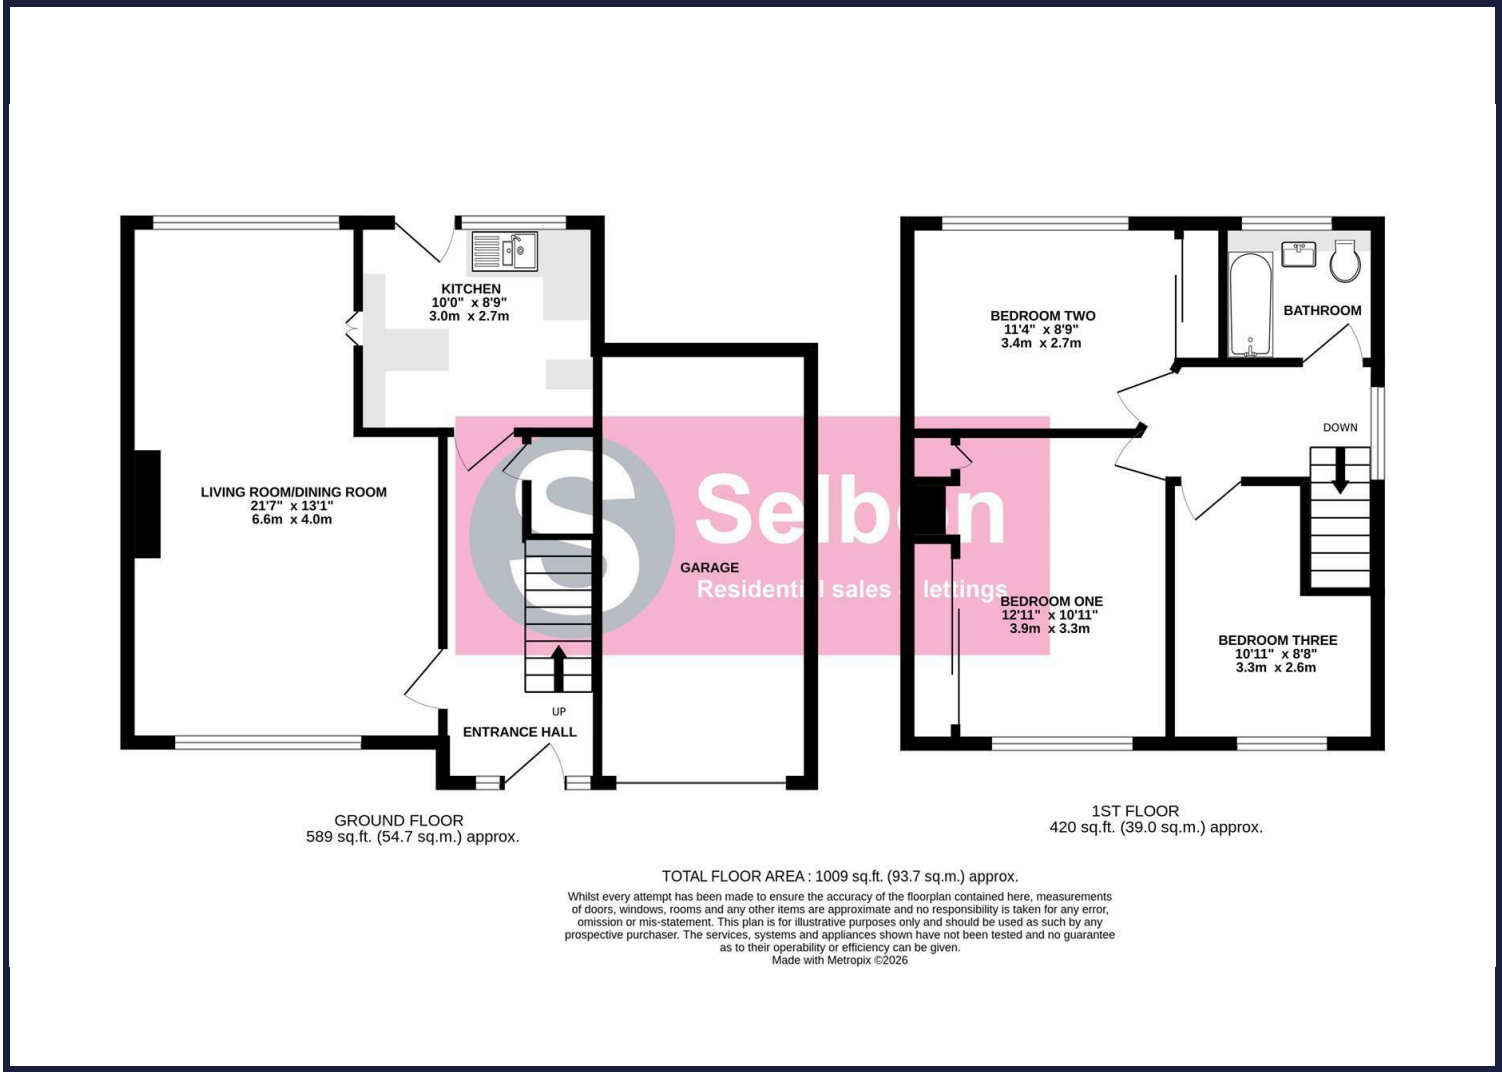 KITCHEN
10'0" x 8'9"
3.0m x 2.7m
LIVING ROOM/DINING ROOM
21'7" x 13'1"
6.6m x 4.0m
UP
ENTRANCE HALL
GARAGE
GROUND FLOOR
589 sq.ft. (54.7 sq.m.) approx.
BEDROOM TWO
11'4" x 8'9"
3.4m x 2.7m
BATHROOM
DOWN
BEDROOM ONE
12'11" x 10'11"
3.9m x 3.3m
BEDROOM THREE
10'11" x 8'8"
3.3m x 2.6m
1ST FLOOR
420 sq.ft. (39.0 sq.m.) approx.
S
Selben
Residential sales & lettings
TOTAL FLOOR AREA : 1009 sq.ft. (93.7 sq.m.) approx.
Whilst every attempt has been made to ensure the accuracy of the floorplan contained here, measurements
of doors, windows, rooms and any other items are approximate and no responsibility is taken for any error,
omission or mis-statement. This plan is for illustrative purposes only and should be used as such by any
prospective purchaser. The services, systems and appliances shown have not been tested and no guarantee
as to their operability or efficiency can be given.
Made with Metropix ©2026